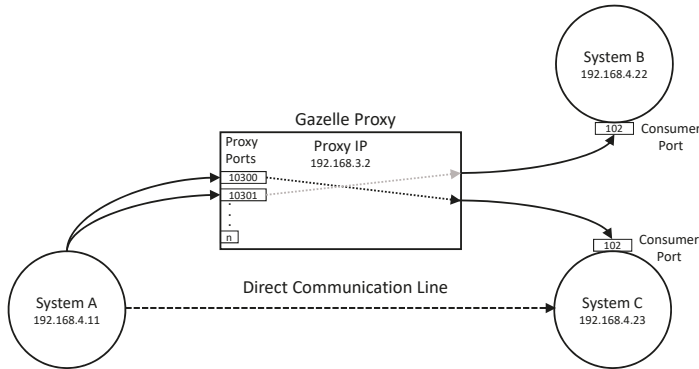 System B
192.168.4.22
102
Consumer
Port
Gazelle Proxy
Proxy
Ports
Proxy IP
192.168.3.2
10300
10301
.
.
.
n
102
Consumer
Port
System A
192.168.4.11
Direct Communication Line
System C
192.168.4.23